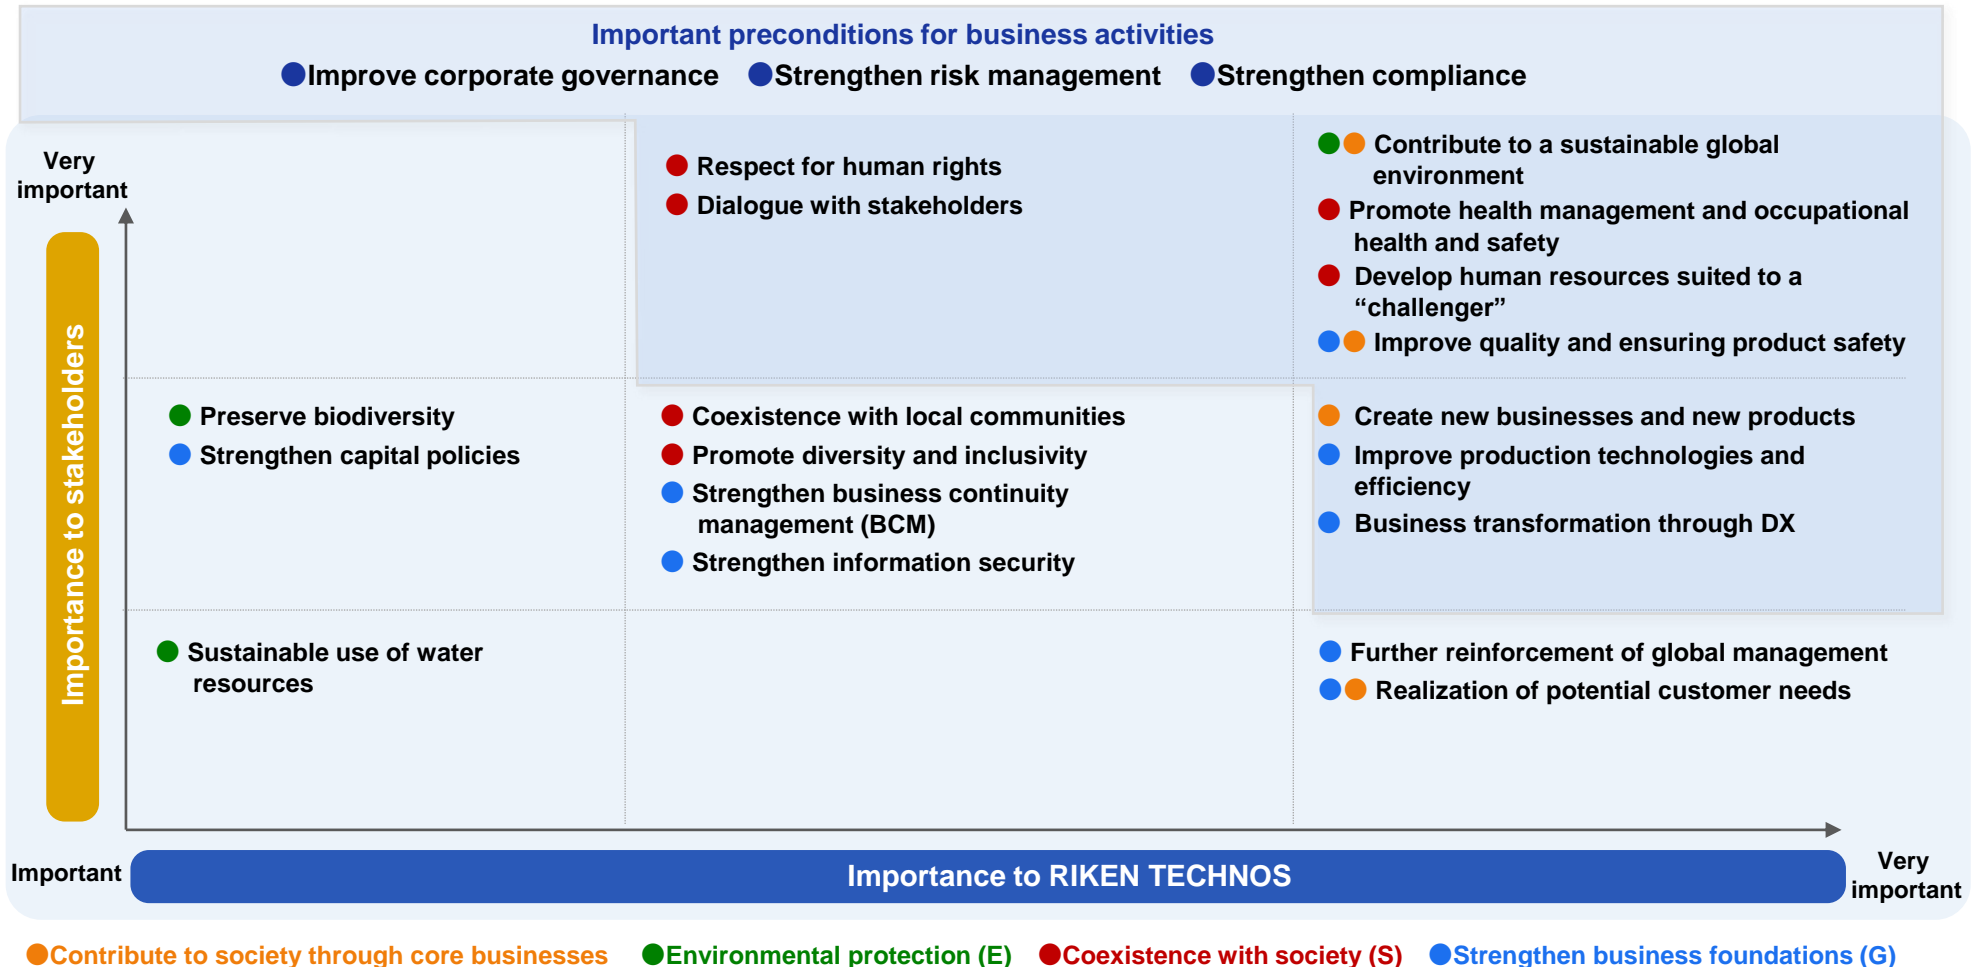 Important preconditions for business activities
●Improve corporate governance ●Strengthen risk management ●Strengthen compliance
Very
important
Importance to stakeholders
Respect for human rights
Dialogue with stakeholders
Contribute to a sustainable global
environment
Promote health management and occupational
health and safety
Develop human resources suited to a
“challenger”
Improve quality and ensuring product safety
Preserve biodiversity
Strengthen capital policies
Coexistence with local communities
Promote diversity and inclusivity
Strengthen business continuity
management (BCM)
Strengthen information security
Create new businesses and new products
Improve production technologies and
efficiency
Business transformation through DX
Sustainable use of water
resources
Further reinforcement of global management
Realization of potential customer needs
Important
Importance to RIKEN TECHNOS
Very
important
●Contribute to society through core businesses ●Environmental protection (E) ●Coexistence with society (S) ●Strengthen business foundations (G)